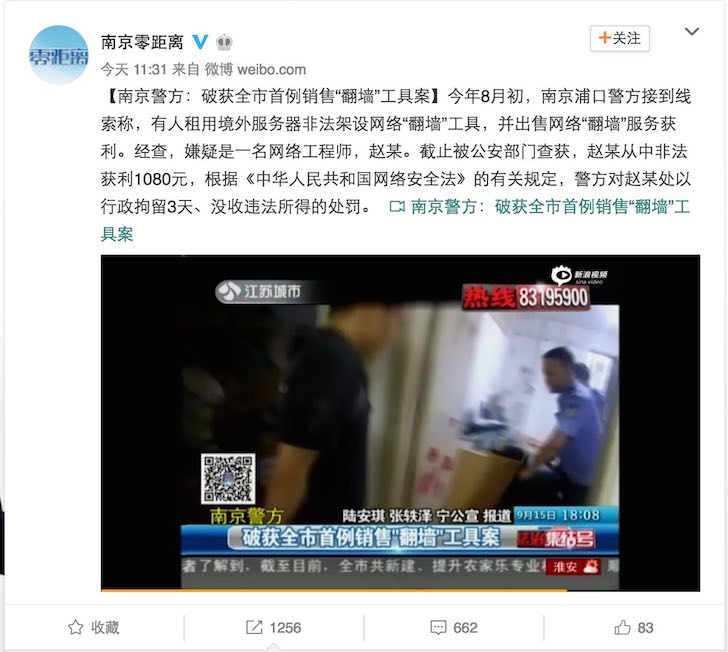 零距离
南京零距离
+关注
今天 11:31 来自 微博 weibo.com
【南京警方：破获全市首例销售“翻墙”工具案】今年8月初，南京浦口警方接到线
索称，有人租用境外服务器非法架设网络“翻墙”工具，并出售网络“翻墙”服务获
利。经查，嫌疑是一名网络工程师，赵某。截止被公安部门查获，赵某从中非法
获利1080元，根据《中华人民共和国网络安全法》的有关规定，警方对赵某处以
行政拘留3天、没收违法所得的处罚。 南京警方：破获全市首例销售“翻墙”工
具案
江苏城市
新浪视频
sina video
热线 83195900
南京警方
陆安琪 张轶泽 宁公宣 报道 9月15日 18:08
破获全市首例销售“翻墙”工具案
集结号
者了解到，截至目前，全市共新建、提升农家乐专业
淮安
收藏
1256
662
83